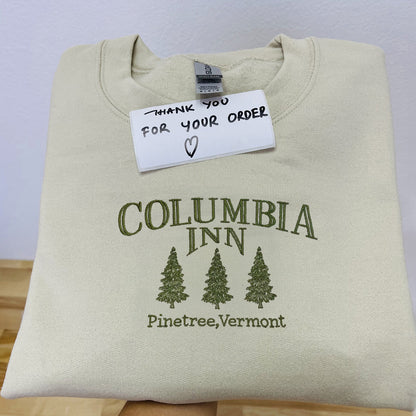 THANK YOU
FOR YOUR ORDER
COLUMBIA
INN
Pinetree,Vermont